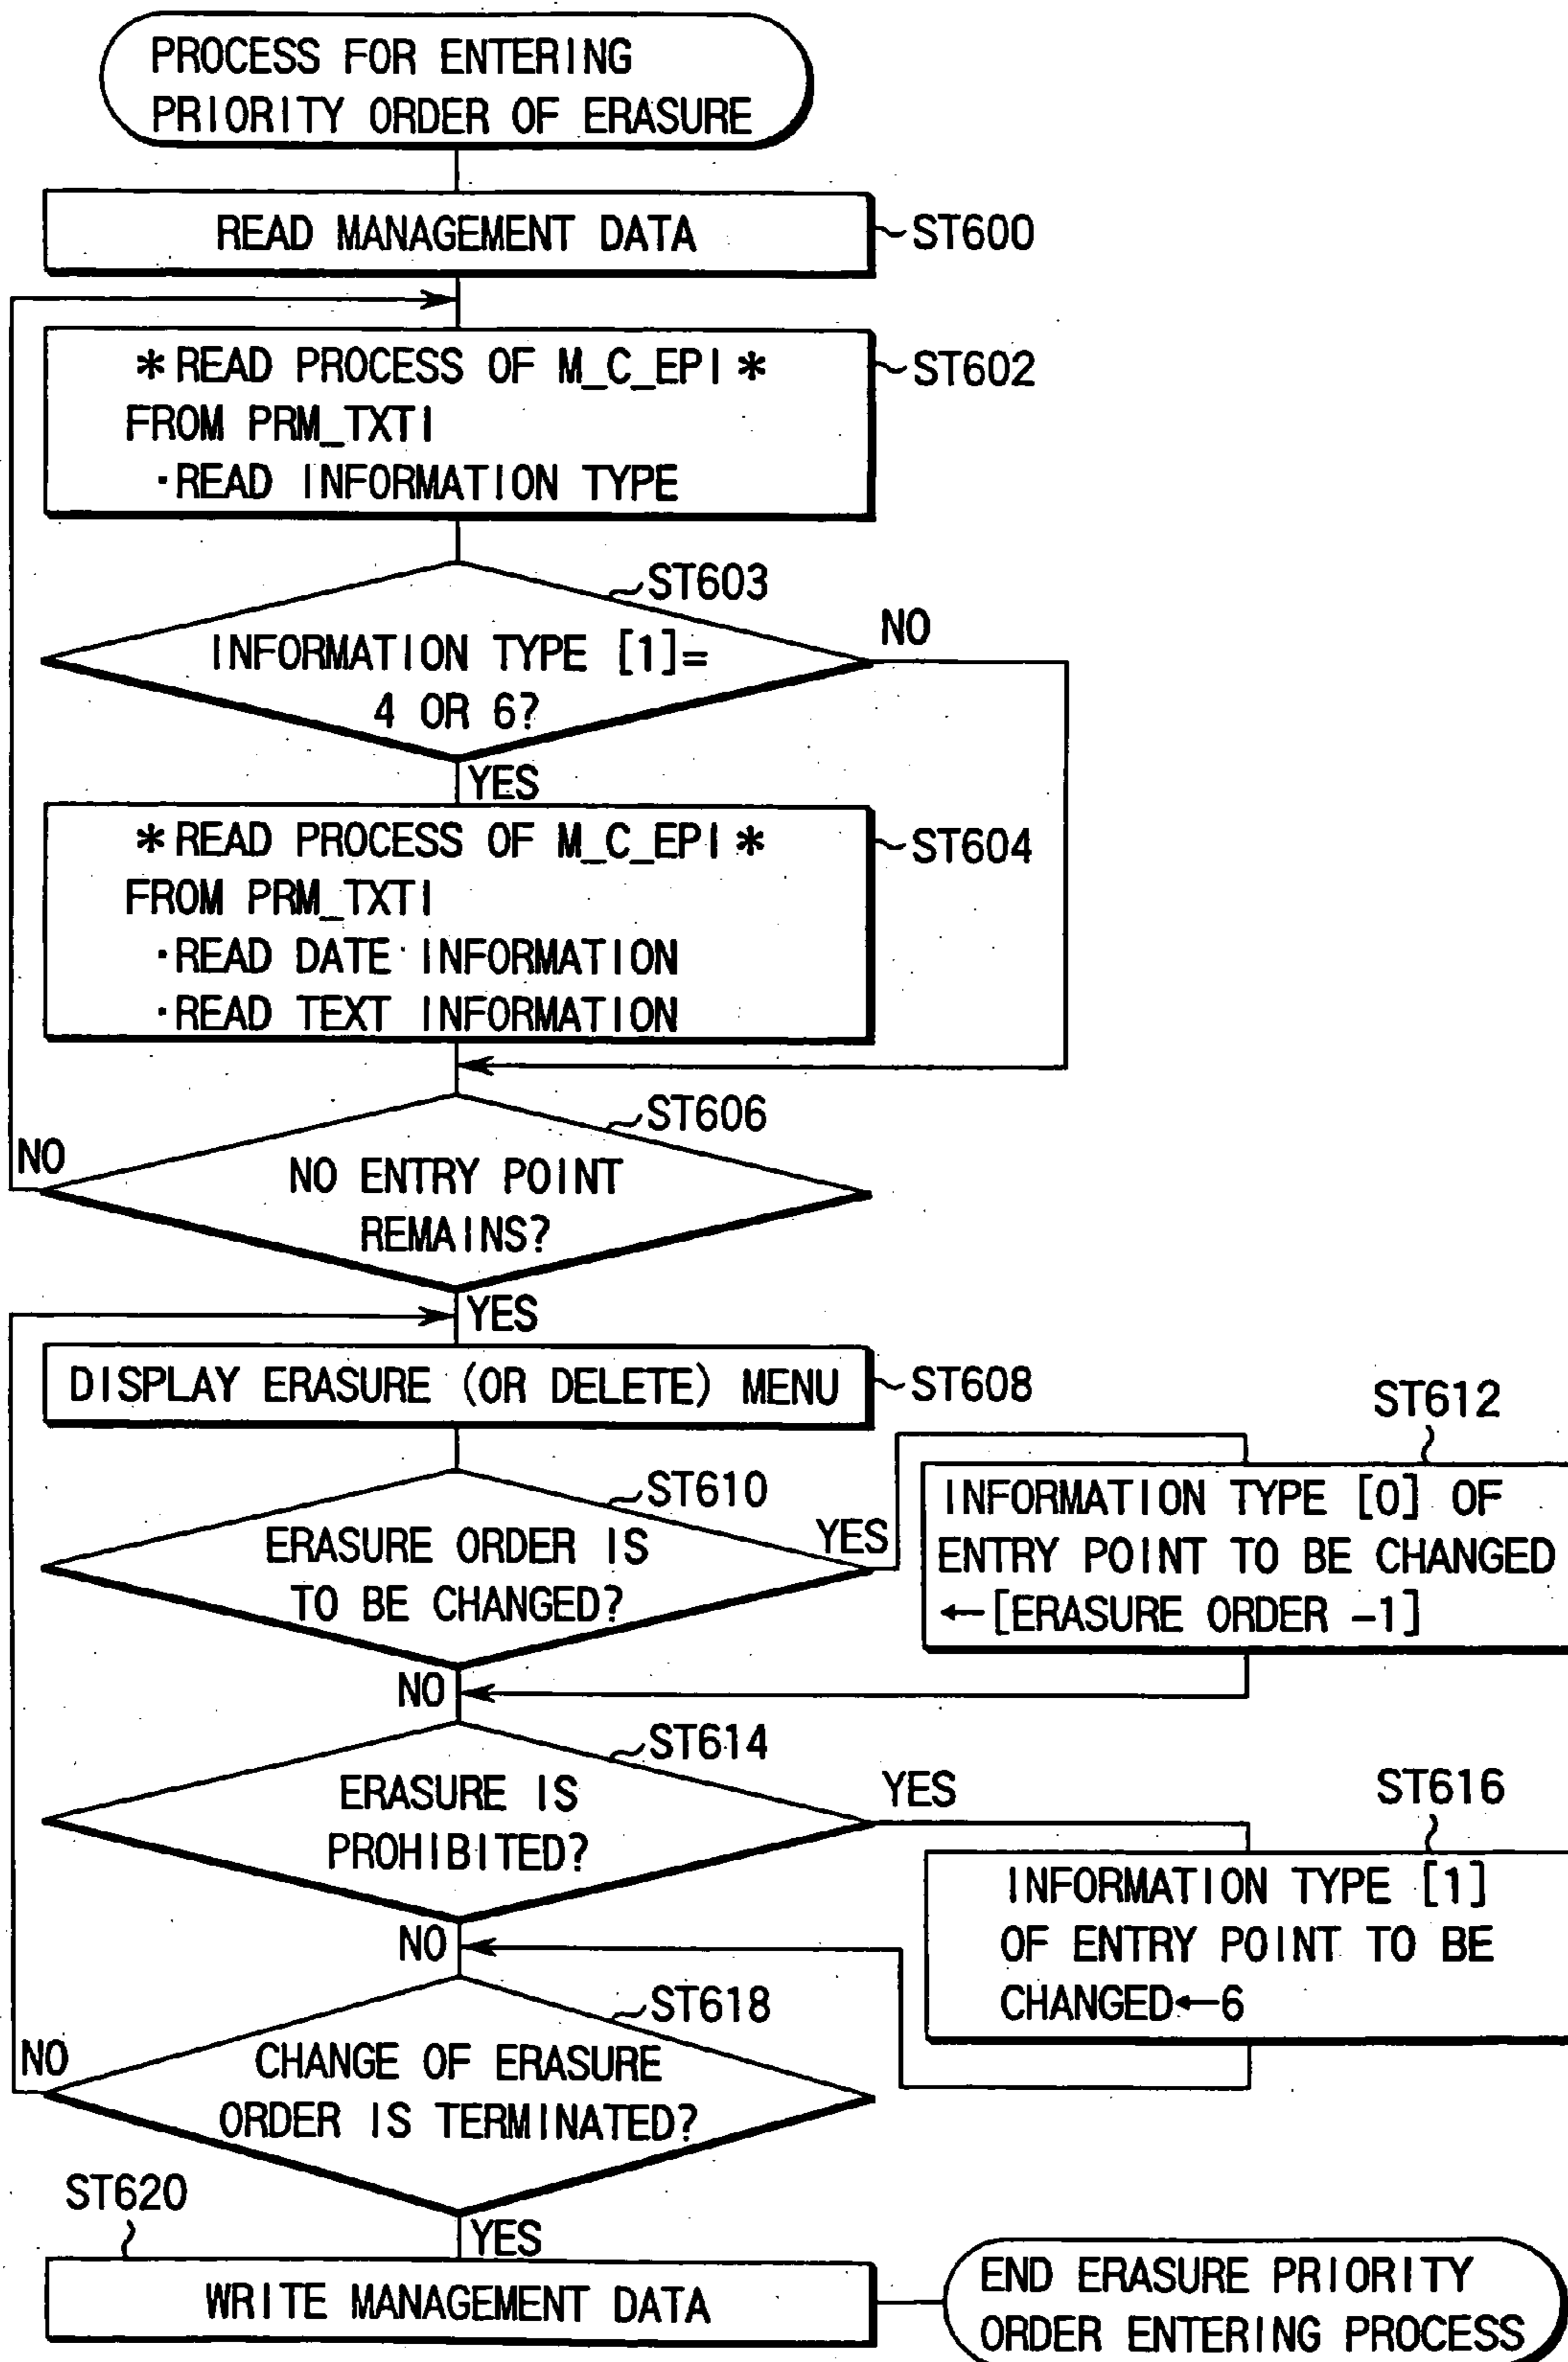 PROCESS FOR ENTERING
PRIORITY ORDER OF ERASURE
READ MANAGEMENT DATA
ST600
*READ PROCESS OF M_C_EPI*
FROM PRM_TXTI
·READ INFORMATION TYPE
ST602
ST603
INFORMATION TYPE [1]=
4 OR 6?
NO
YES
*READ PROCESS OF M_C_EPI*
FROM PRM_TXTI
·READ DATE INFORMATION
·READ TEXT INFORMATION
ST604
ST606
NO
NO ENTRY POINT
REMAINS?
YES
DISPLAY ERASURE (OR DELETE) MENU
ST608
ST610
ERASURE ORDER IS
TO BE CHANGED?
YES
ST612
INFORMATION TYPE [0] OF
ENTRY POINT TO BE CHANGED
←[ERASURE ORDER -1]
NO
ST614
ERASURE IS
PROHIBITED?
YES
ST616
INFORMATION TYPE [1]
OF ENTRY POINT TO BE
CHANGED←6
NO
ST618
NO
CHANGE OF ERASURE
ORDER IS TERMINATED?
YES
ST620
WRITE MANAGEMENT DATA
END ERASURE PRIORITY
ORDER ENTERING PROCESS